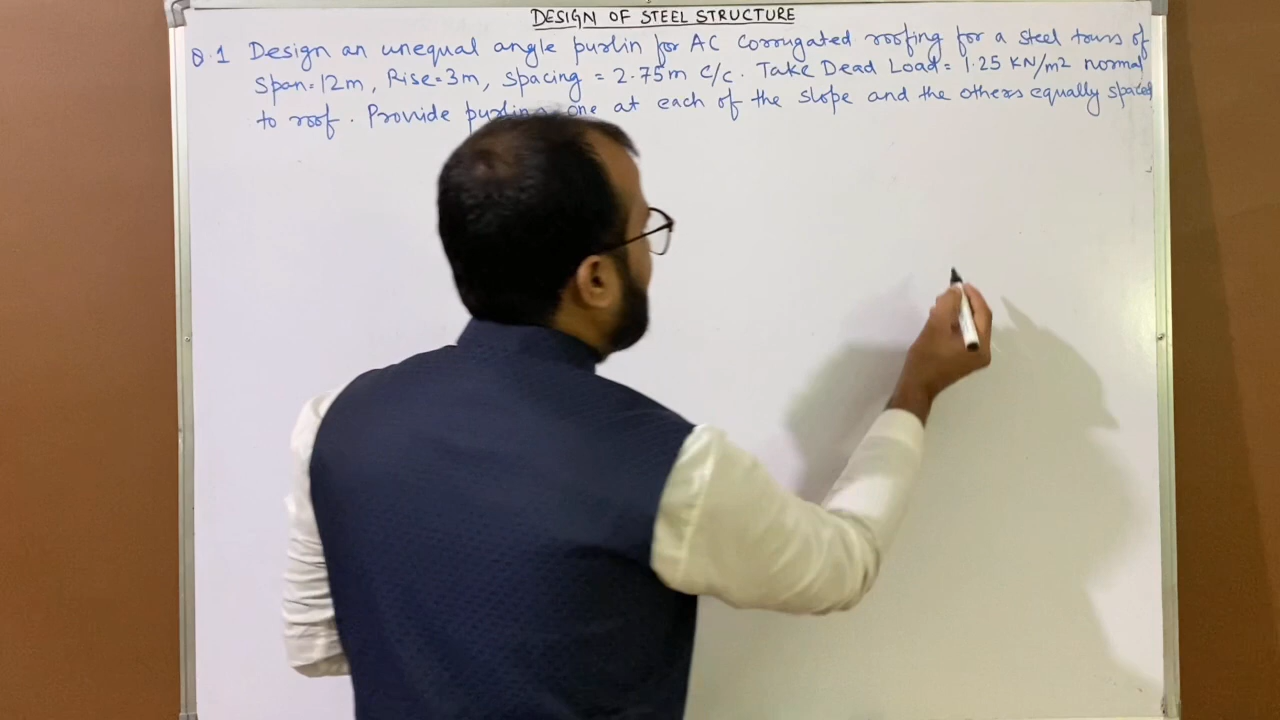 DESIGN OF STEEL STRUCTURE
Q.1 Design an unequal angle purlin for AC Corrugated roofing for a steel truss of
Span=12m, Rise=3m, spacing = 2.75m c/c. Take Dead Load= 1.25 KN/m2 normal
to roof. Provide purlins one at each of the slope and the others equally spaced